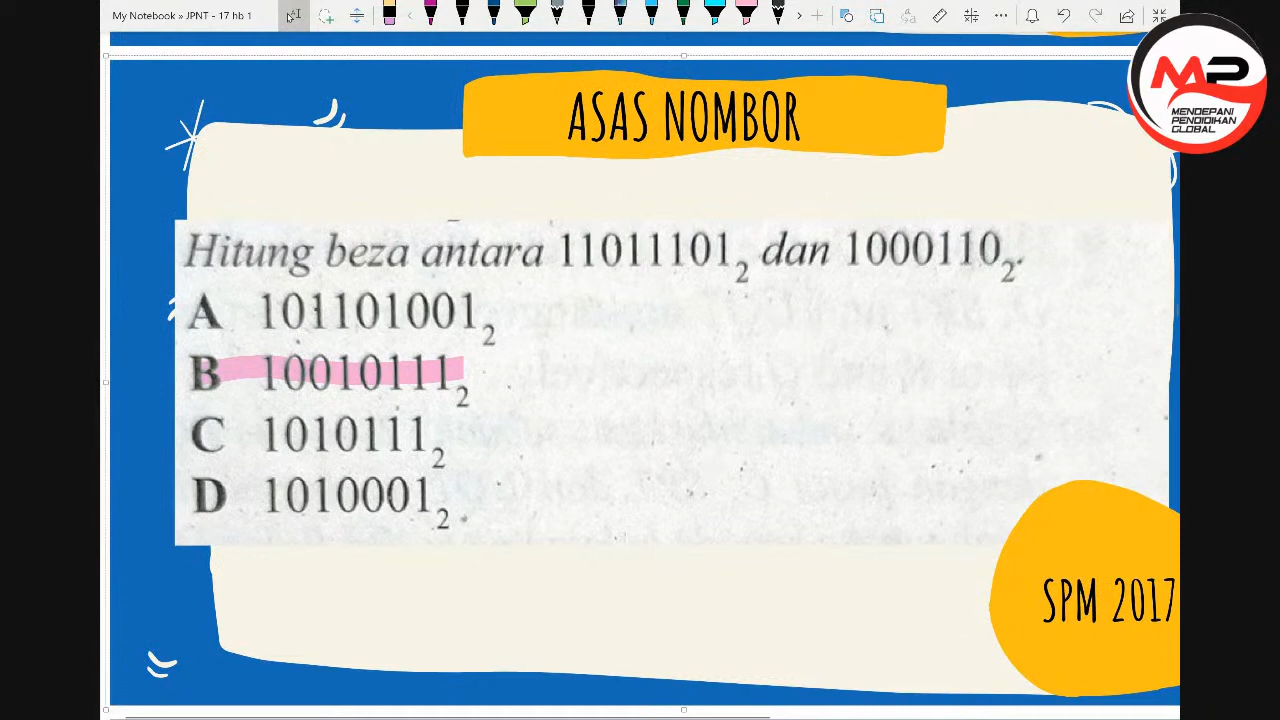 My Notebook » JPNT - 17 hb 1
MP
MENDEPANI
PENDIDIKAN
GLOBAL
ASAS NOMBOR
Hitung beza antara 11011101₂ dan 1000110₂.
A 101101001₂
B 10010111₂
C 1010111₂
D 1010001₂
SPM 2017